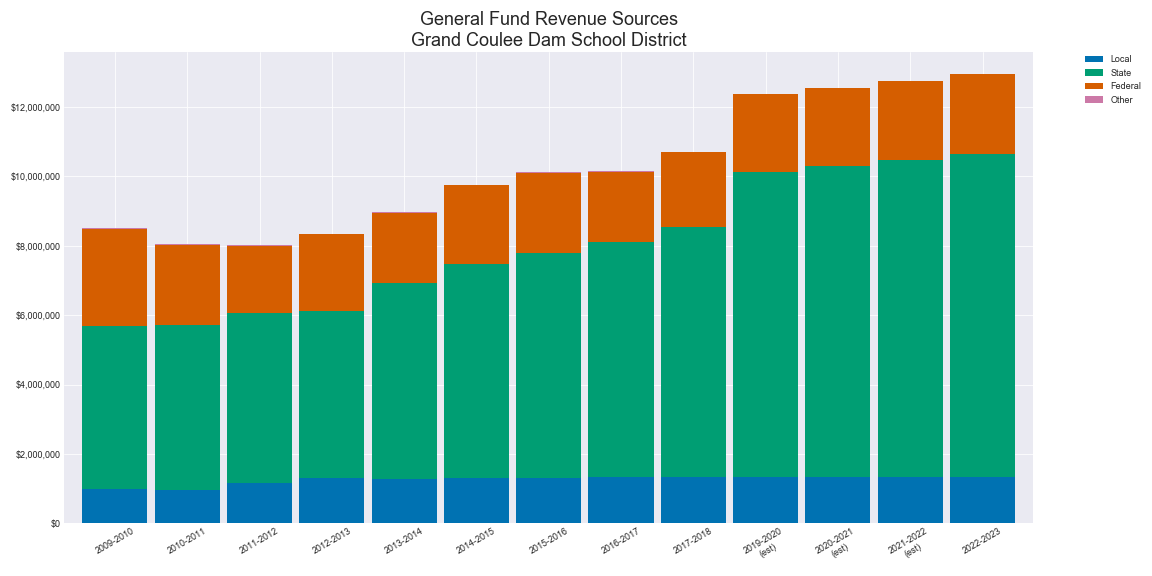 General Fund Revenue Sources
Grand Coulee Dam School District
Local
State
Federal
Other
$12,000,000
$10,000,000
$8,000,000
$6,000,000
$4,000,000
$2,000,000
$0
2009-2010
2010-2011
2011-2012
2012-2013
2013-2014
2014-2015
2015-2016
2016-2017
2017-2018
2019-2020
(est)
2020-2021
(est)
2021-2022
(est)
2022-2023